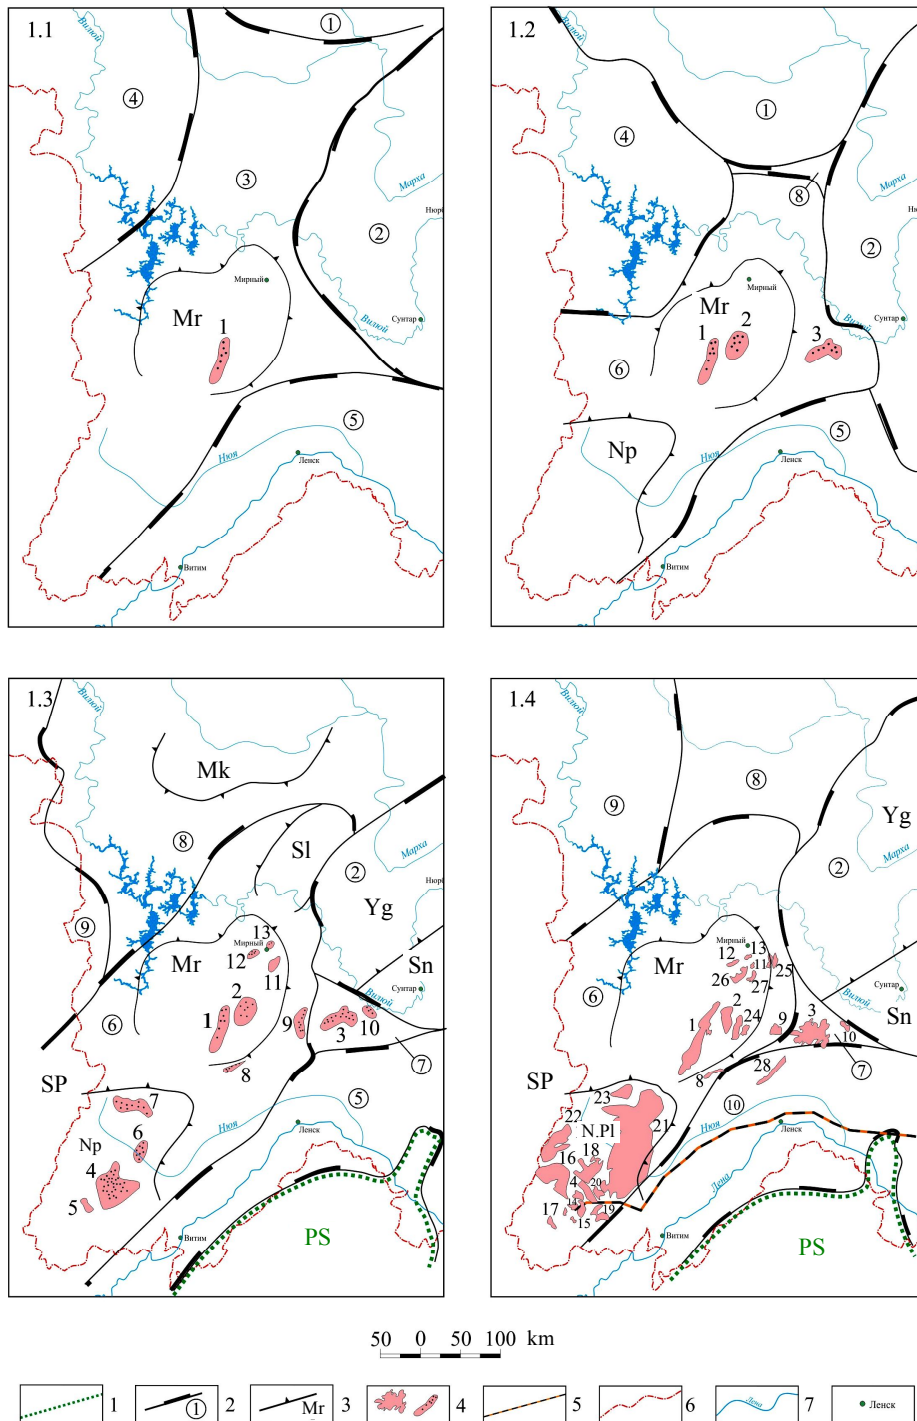 1.1
Вилюй
①
④
③
Марха
Нюрб
②
Мирный
Сунтар
Mr
Вилюй
1
⑤
Нюя
Ленск
Витим
1.2
Вилюй
①
④
⑧
Марха
Ню
②
Мирный
Mr
Сунтар
Вилюй
1
2
3
⑥
Np
⑤
Нюя
Ленск
Витим
1.3
Вилюй
Mk
⑧
Sl
②
Марха
Нюрб
Yg
⑨
13
Мирный
12
Mr
11
Sn
Сунтар
Вилюй
⑥
1
2
9
3
10
8
⑦
SP
7
⑤
Нюя
Ленск
Np
6
4
5
PS
Витим
1.4
Вилюй
⑧
⑨
Yg
②
Марха
Мирный
13
12
11
25
Mr
26
27
Сунтар
Sn
⑥
1
2
24
9
3
10
⑦
8
28
SP
23
⑩
22
N.Pl
21
Нюя
Ленск
16
18
4
20
Лена
17
14
15
19
PS
Витим
50 0 50 100 km
1
① 2
Mr 3
4
5
6
Лена 7
Ленск 8